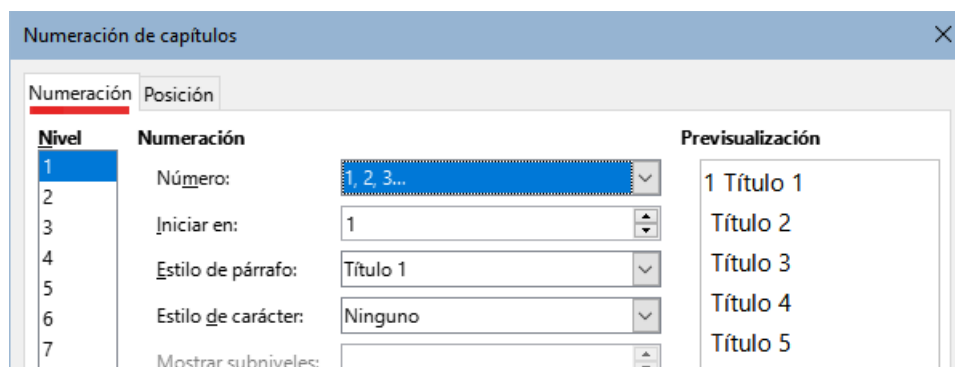 Numeración de capítulos
Numeración Posición
Nivel Numeración Previsualización
1 Número: 1, 2, 3... 1 Título 1
2
3 Iniciar en: 1 Título 2
4 Estilo de párrafo: Título 1 Título 3
5
6 Estilo de carácter: Ninguno Título 4
7 Mostrar subniveles: Título 5